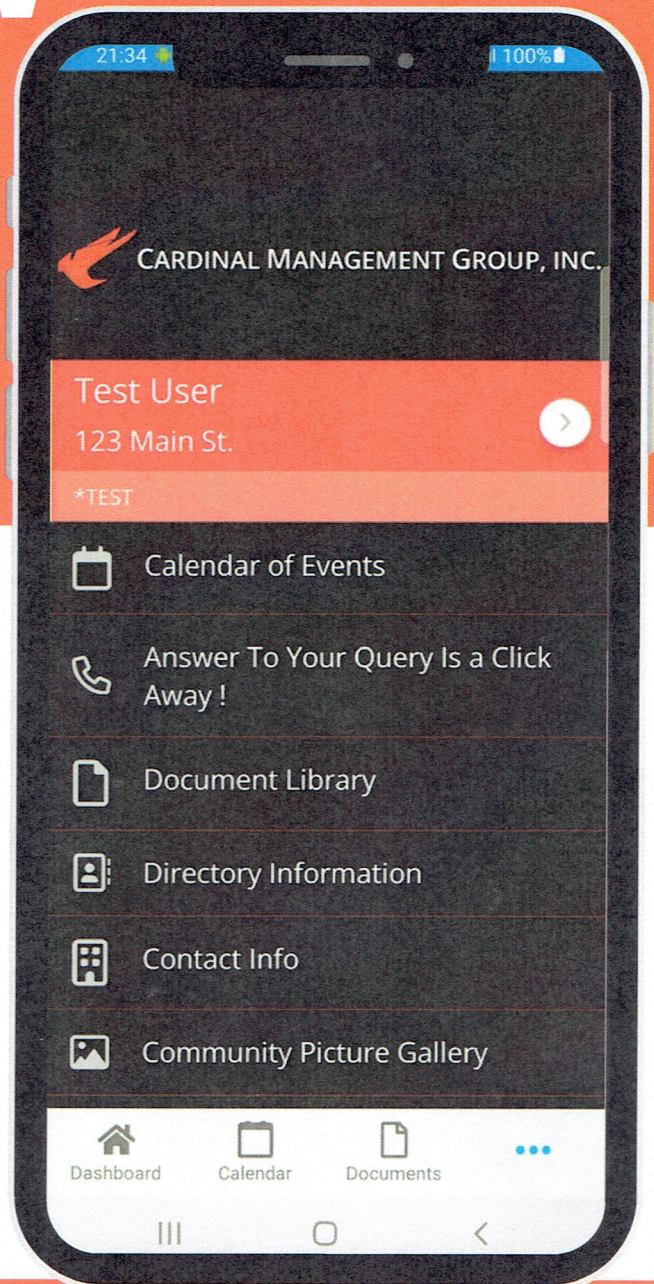 21:34
100%
CARDINAL MANAGEMENT GROUP, INC.
Test User
123 Main St.
*TEST
Calendar of Events
Answer To Your Query Is a Click
Away !
Document Library
Directory Information
Contact Info
Community Picture Gallery
Dashboard
Calendar
Documents